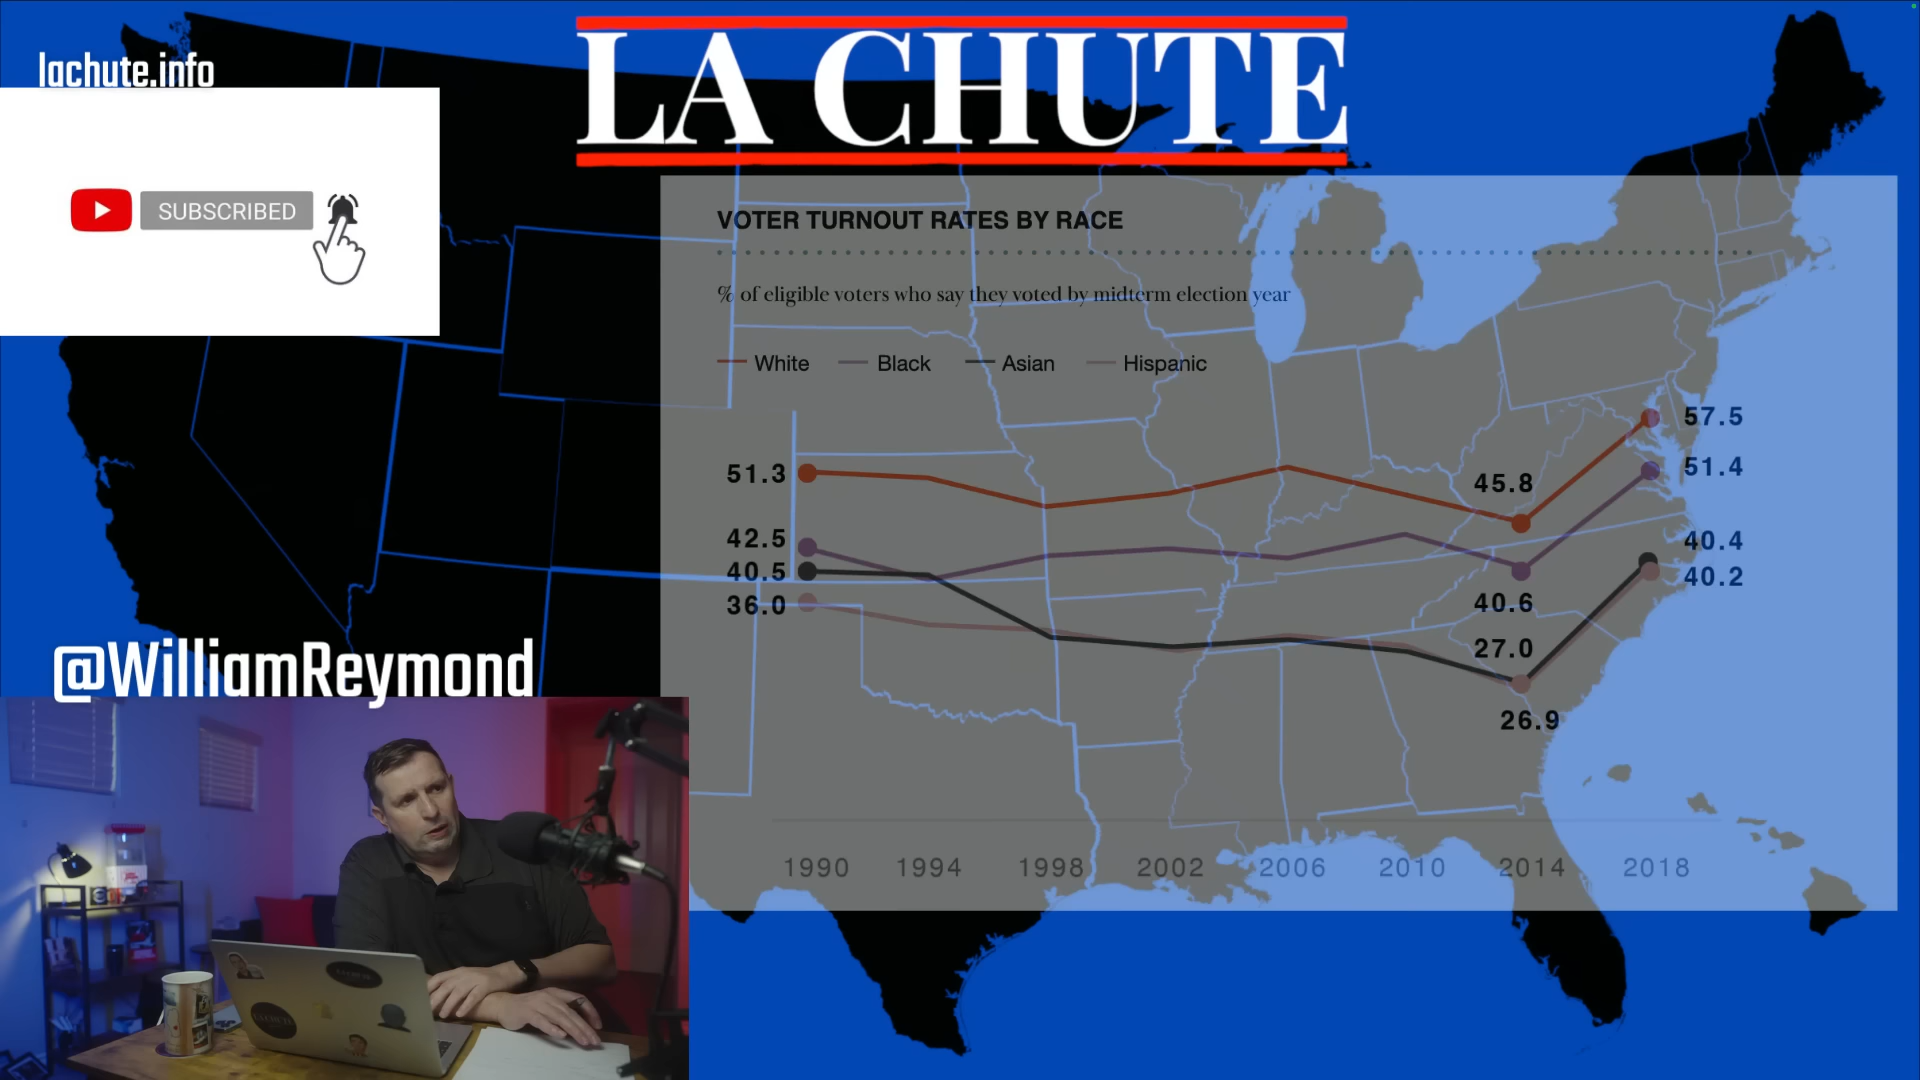 LA CHUTE
lachute.info
SUBSCRIBED
VOTER TURNOUT RATES BY RACE
% of eligible voters who say they voted by midterm election year
White Black Asian Hispanic
57.5
51.4
51.3
45.8
42.5
40.4
40.5
40.2
36.0
40.6
27.0
26.9
1990 1994 1998 2002 2006 2010 2014 2018
@WilliamReymond
LA CHUTE